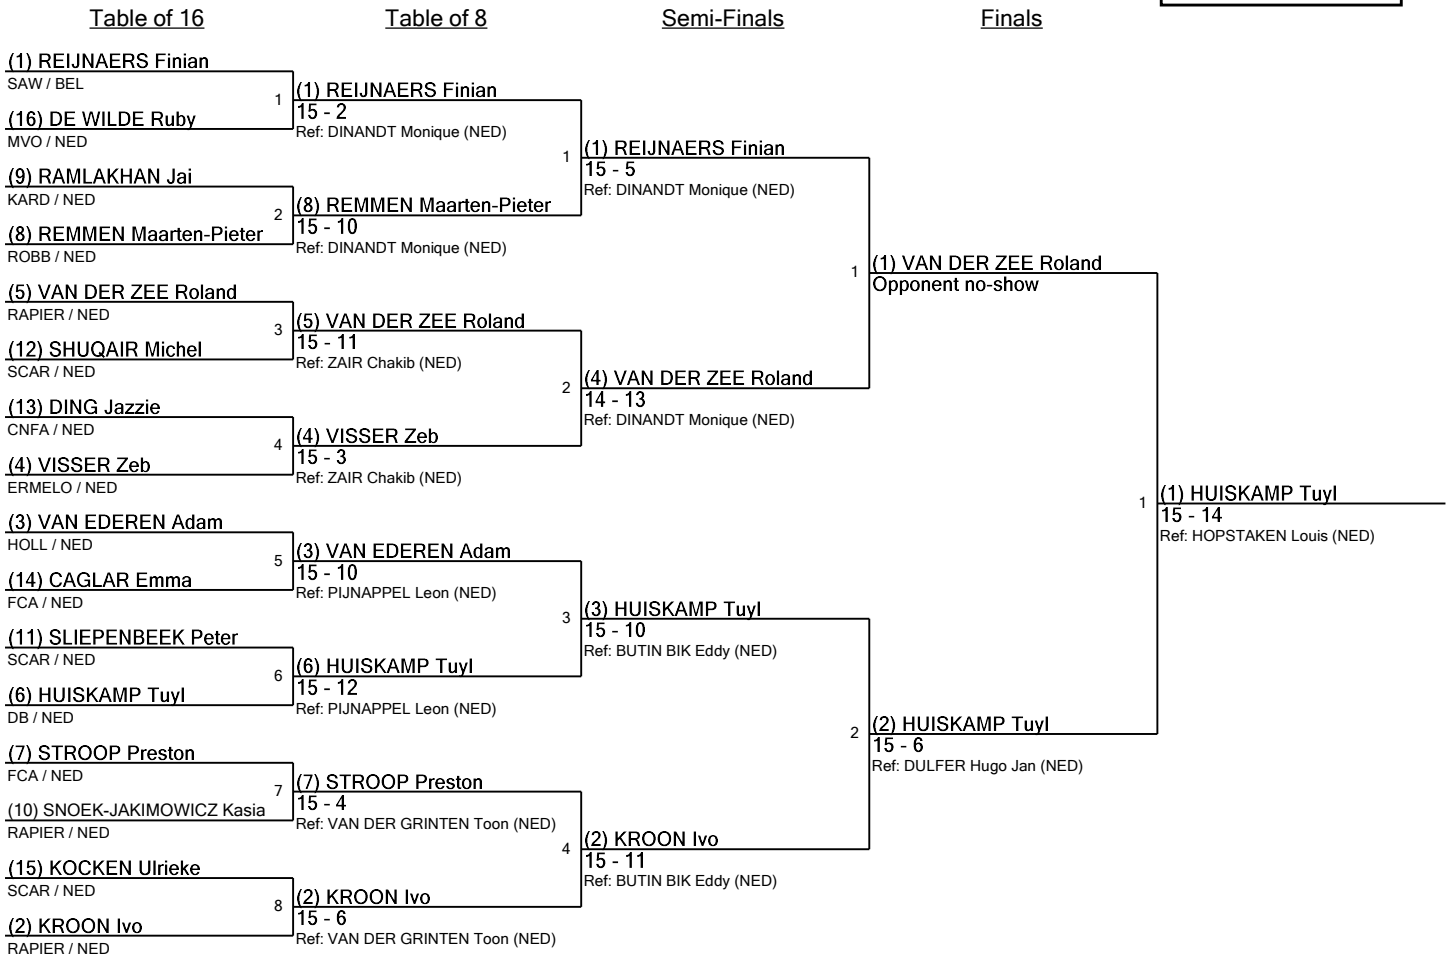 Table of 16
Table of 8
Semi-Finals
Finals
(1) REIJNAERS Finian
SAW / BEL
(16) DE WILDE Ruby
MVO / NED
(9) RAMLAKHAN Jai
KARD / NED
(8) REMMEN Maarten-Pieter
ROBB / NED
(5) VAN DER ZEE Roland
RAPIER / NED
(12) SHUQAIR Michel
SCAR / NED
(13) DING Jazzie
CNFA / NED
(4) VISSER Zeb
ERMELO / NED
(3) VAN EDEREN Adam
HOLL / NED
(14) CAGLAR Emma
FCA / NED
(11) SLIEPENBEEK Peter
SCAR / NED
(6) HUISKAMP Tuyl
DB / NED
(7) STROOP Preston
FCA / NED
(10) SNOEK-JAKIMOWICZ Kasia
RAPIER / NED
(15) KOCKEN Ulrieke
SCAR / NED
(2) KROON Ivo
RAPIER / NED
1
(1) REIJNAERS Finian
15 - 2
Ref: DINANDT Monique (NED)
2
(8) REMMEN Maarten-Pieter
15 - 10
Ref: DINANDT Monique (NED)
3
(5) VAN DER ZEE Roland
15 - 11
Ref: ZAIR Chakib (NED)
4
(4) VISSER Zeb
15 - 3
Ref: ZAIR Chakib (NED)
5
(3) VAN EDEREN Adam
15 - 10
Ref: PIJNAPPEL Leon (NED)
6
(6) HUISKAMP Tuyl
15 - 12
Ref: PIJNAPPEL Leon (NED)
7
(7) STROOP Preston
15 - 4
Ref: VAN DER GRINTEN Toon (NED)
8
(2) KROON Ivo
15 - 6
Ref: VAN DER GRINTEN Toon (NED)
1
(1) REIJNAERS Finian
15 - 5
Ref: DINANDT Monique (NED)
2
(4) VAN DER ZEE Roland
14 - 13
Ref: DINANDT Monique (NED)
3
(3) HUISKAMP Tuyl
15 - 10
Ref: BUTIN BIK Eddy (NED)
4
(2) KROON Ivo
15 - 11
Ref: BUTIN BIK Eddy (NED)
1
(1) VAN DER ZEE Roland
Opponent no-show
2
(2) HUISKAMP Tuyl
15 - 6
Ref: DULFER Hugo Jan (NED)
1
(1) HUISKAMP Tuyl
15 - 14
Ref: HOPSTAKEN Louis (NED)